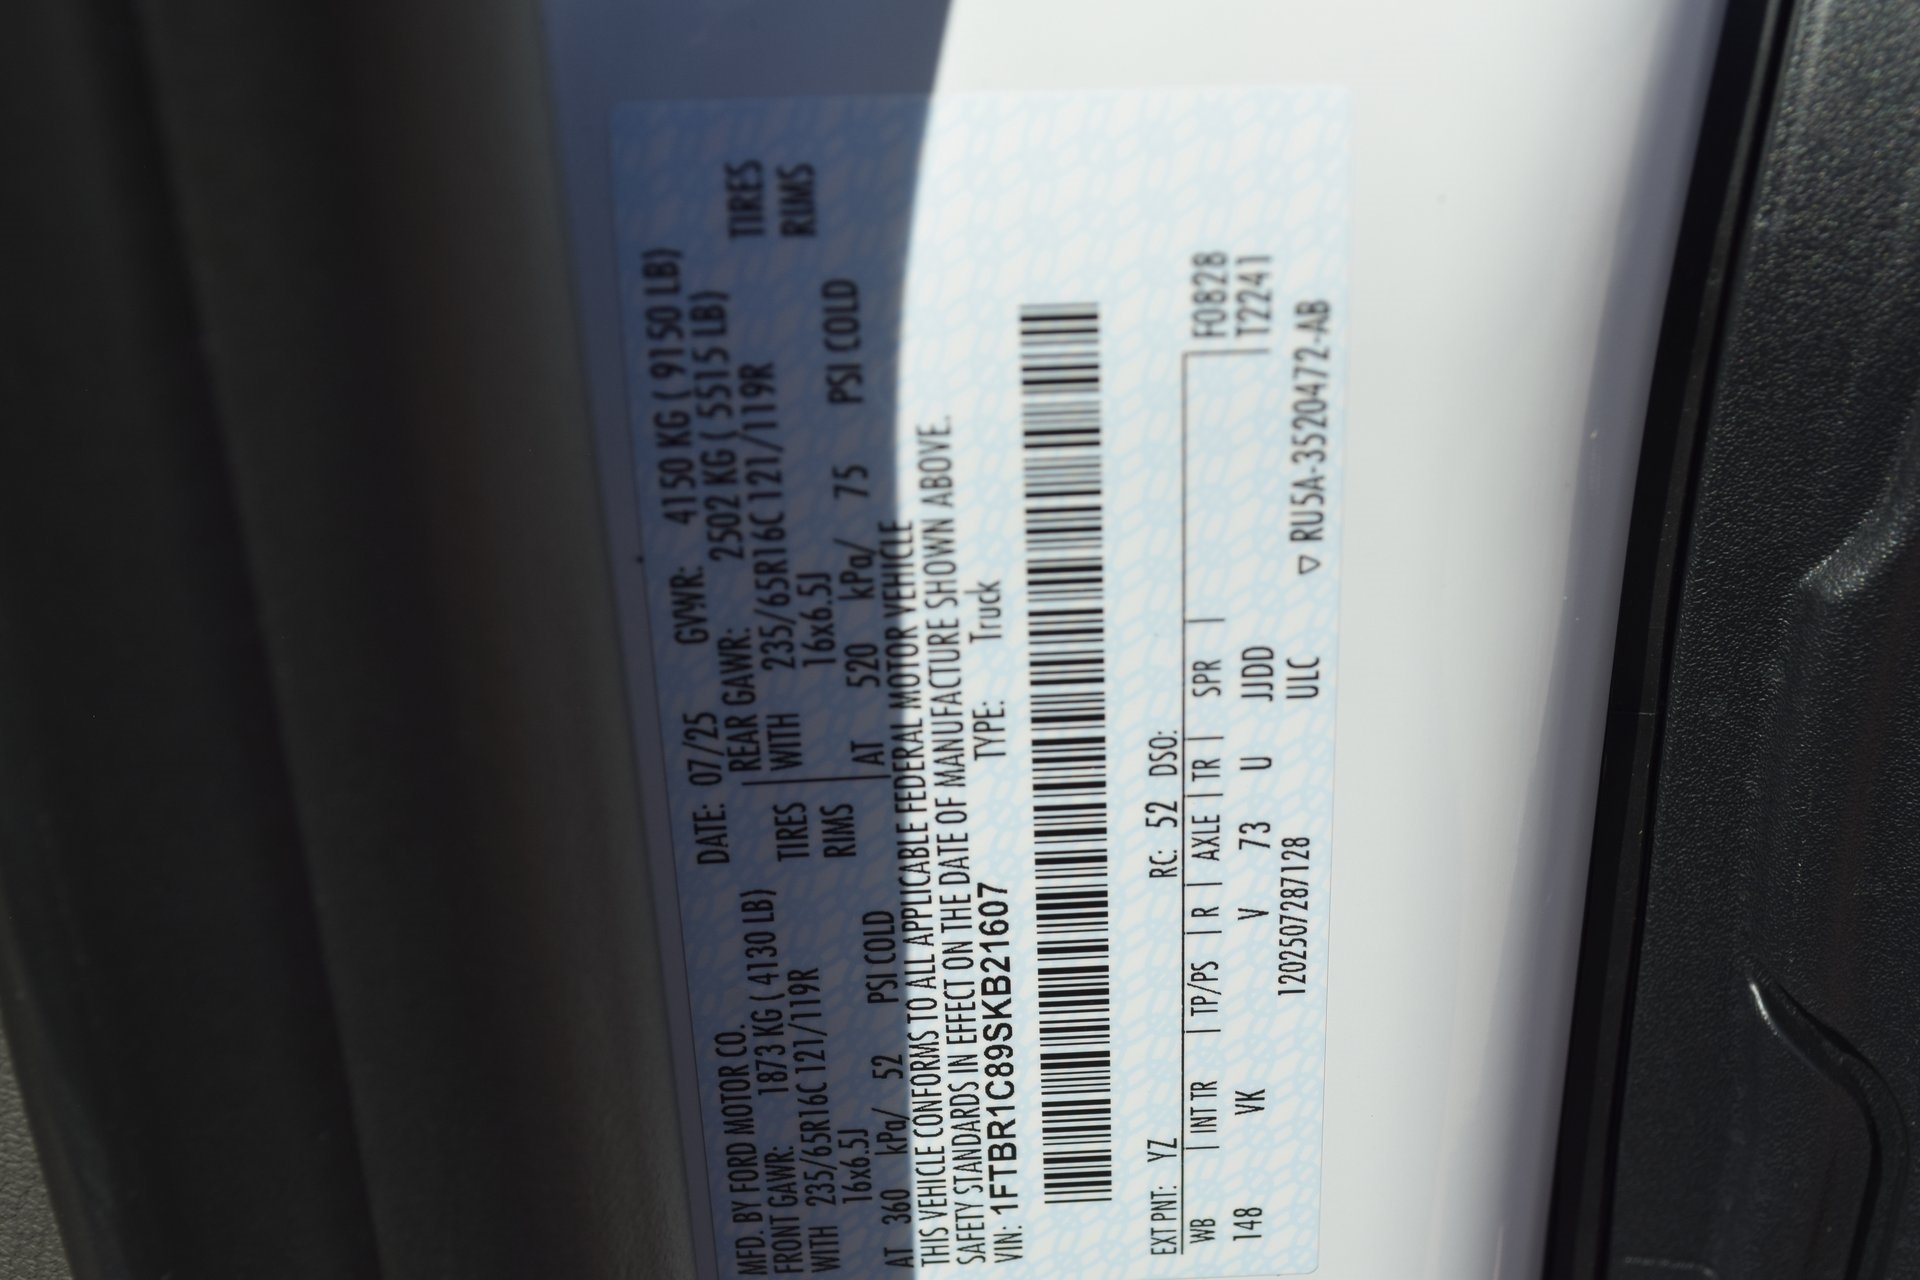 MFD. BY FORD MOTOR CO. DATE: 07/25 GVWR: 4150 KG ( 9150 LB)
FRONT GAWR: 1873 KG ( 4130 LB) REAR GAWR: 2502 KG ( 5515 LB)
WITH 235/65R16C 121/119R TIRES WITH 235/65R16C 121/119R TIRES
16x6.5J RIMS 16x6.5J RIMS
AT 360 kPa/ 52 PSI COLD AT 520 kPa/ 75 PSI COLD
THIS VEHICLE CONFORMS TO ALL APPLICABLE FEDERAL MOTOR VEHICLE
SAFETY STANDARDS IN EFFECT ON THE DATE OF MANUFACTURE SHOWN ABOVE.
VIN: 1FTBR1C89SKB21607 TYPE: Truck
EXT PNT: YZ RC: 52 DSO:
WB | INT TR | TP/PS | R | AXLE | TR | SPR | F0828
148 VK V 73 U JJDD T2241
120250728712​8 ULC ▽ RU5A-3520472-AB